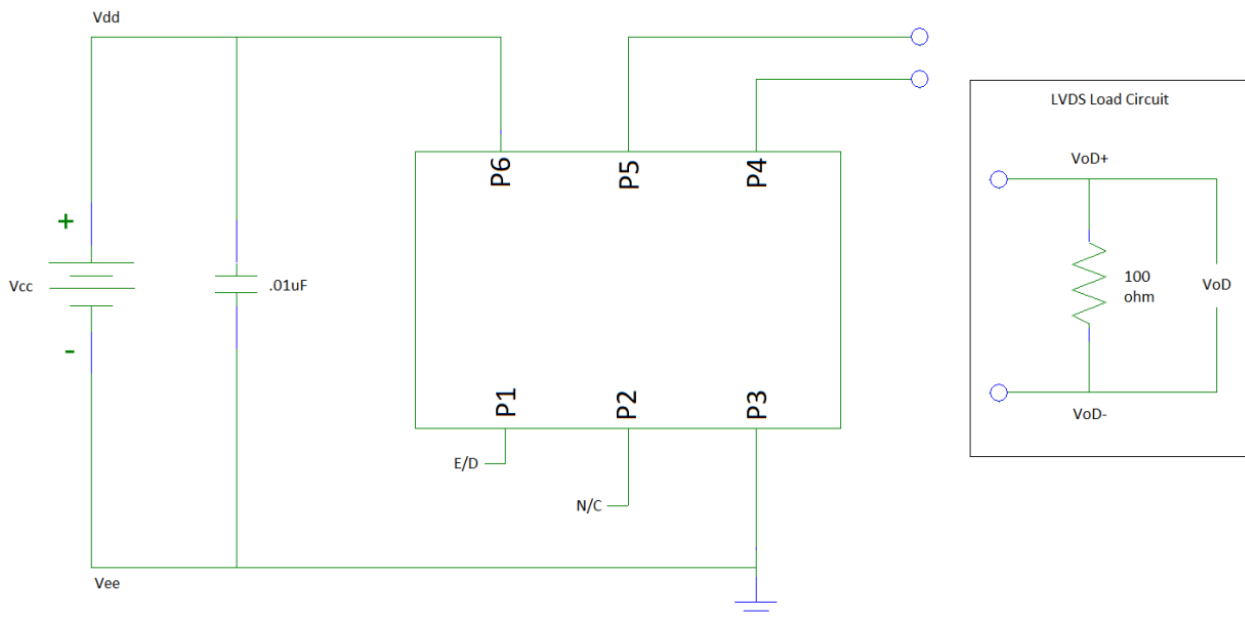 Vdd
LVDS Load Circuit
P6
P5
P4
VoD+
+
Vcc
.01uF
100
ohm
VoD
-
P1
P2
P3
VoD-
E/D
N/C
Vee